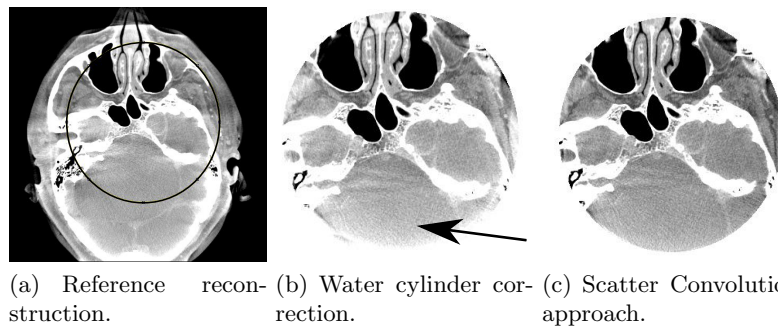 (a) Reference recon-
struction.
(b) Water cylinder cor-
rection.
(c) Scatter Convolutio
approach.